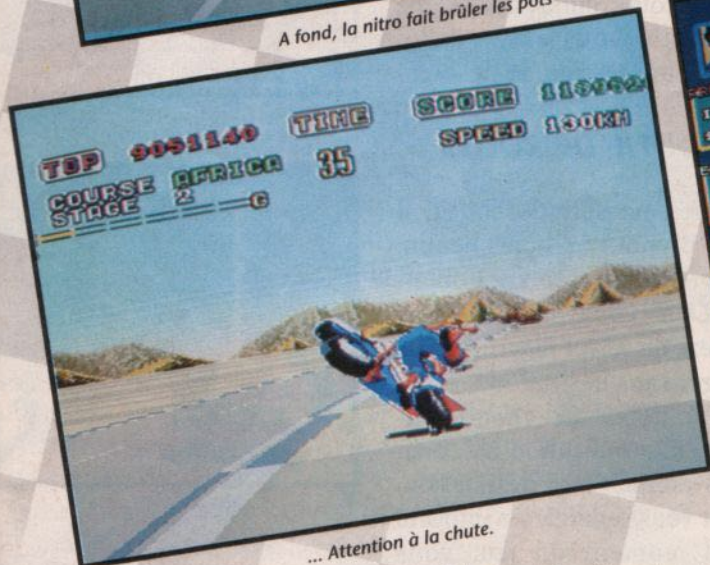 A fond, la nitro fait brûler les pots
TOP 9051140 TIME SCORE
COURSE AFRICA 35 SPEED 130KM
STAGE 2
G
... Attention à la chute.